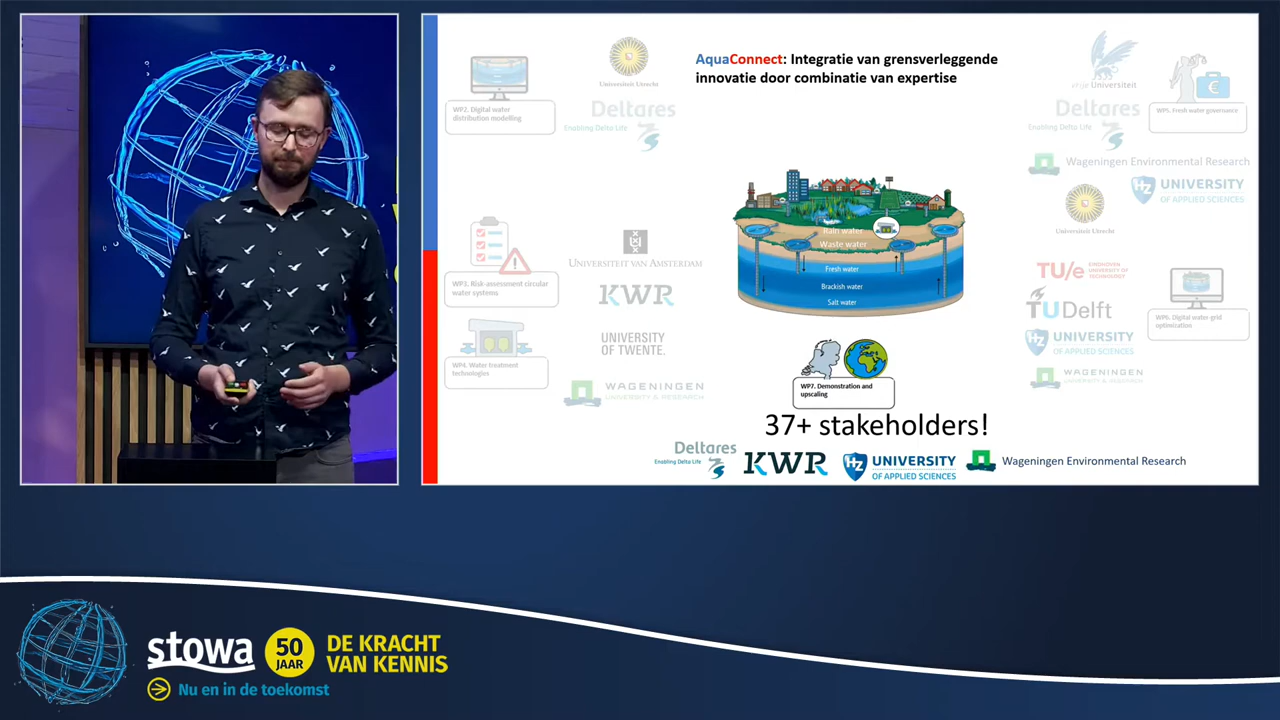 AquaConnect: Integratie van grensverleggende
innovatie door combinatie van expertise
WP2. Digital water
distribution modelling
Universiteit Utrecht
Deltares
Enabling Delta Life
WP3. Risk-assessment circular
water systems
UNIVERSITEIT VAN AMSTERDAM
KWR
WP4. Water treatment
technologies
UNIVERSITY
OF TWENTE.
WAGENINGEN
UNIVERSITY & RESEARCH
Rain water
Waste water
Fresh water
Brackish water
Salt water
WP7. Demonstration and
upscaling
37+ stakeholders!
Deltares
Enabling Delta Life
KWR
HZ UNIVERSITY
OF APPLIED SCIENCES
Wageningen Environmental Research
Universiteit
Deltares
Enabling Delta Life
WP5. Fresh water governance
Wageningen Environmental Research
HZ UNIVERSITY
OF APPLIED SCIENCES
Universiteit Utrecht
TU/e EINDHOVEN
UNIVERSITY OF
TECHNOLOGY
TUDelft
HZ UNIVERSITY
OF APPLIED SCIENCES
WAGENINGEN
UNIVERSITY & RESEARCH
WP6. Digital water grid
optimization
stowa
50
JAAR
DE KRACHT
VAN KENNIS
Nu en in de toekomst